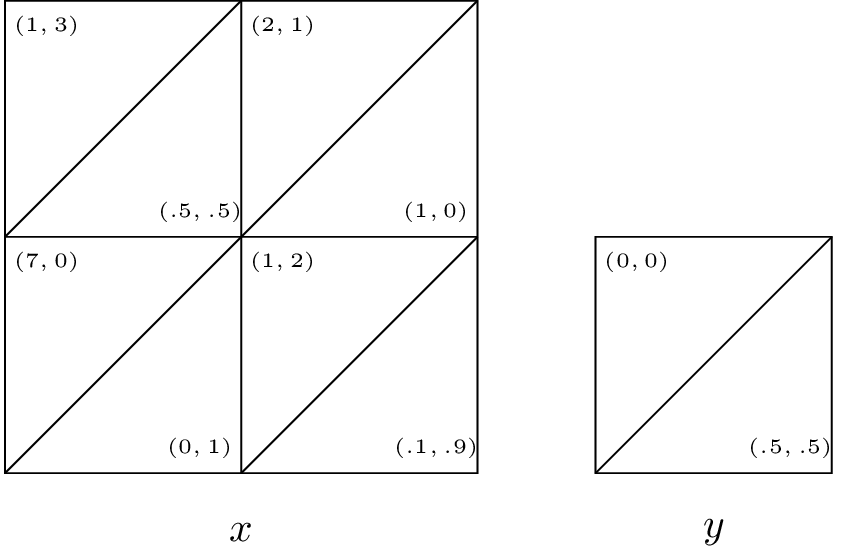 (1, 3) (2, 1)
(.5, .5) (1, 0)
(7, 0) (1, 2) (0, 0)
(0, 1) (.1, .9) (.5, .5)
x y